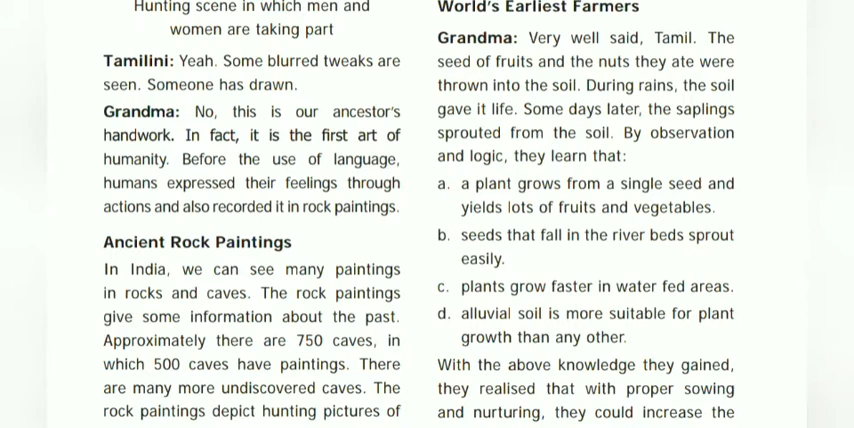 Hunting scene in which men and
women are taking part
Tamilini: Yeah. Some blurred tweaks are
seen. Someone has drawn.
Grandma: No, this is our ancestor's
handwork. In fact, it is the first art of
humanity. Before the use of language,
humans expressed their feelings through
actions and also recorded it in rock paintings.
Ancient Rock Paintings
In India, we can see many paintings
in rocks and caves. The rock paintings
give some information about the past.
Approximately there are 750 caves, in
which 500 caves have paintings. There
are many more undiscovered caves. The
rock paintings depict hunting pictures of
World's Earliest Farmers
Grandma: Very well said, Tamil. The
seed of fruits and the nuts they ate were
thrown into the soil. During rains, the soil
gave it life. Some days later, the saplings
sprouted from the soil. By observation
and logic, they learn that:
a. a plant grows from a single seed and
yields lots of fruits and vegetables.
b. seeds that fall in the river beds sprout
easily.
c. plants grow faster in water fed areas.
d. alluvial soil is more suitable for plant
growth than any other.
With the above knowledge they gained,
they realised that with proper sowing
and nurturing, they could increase the